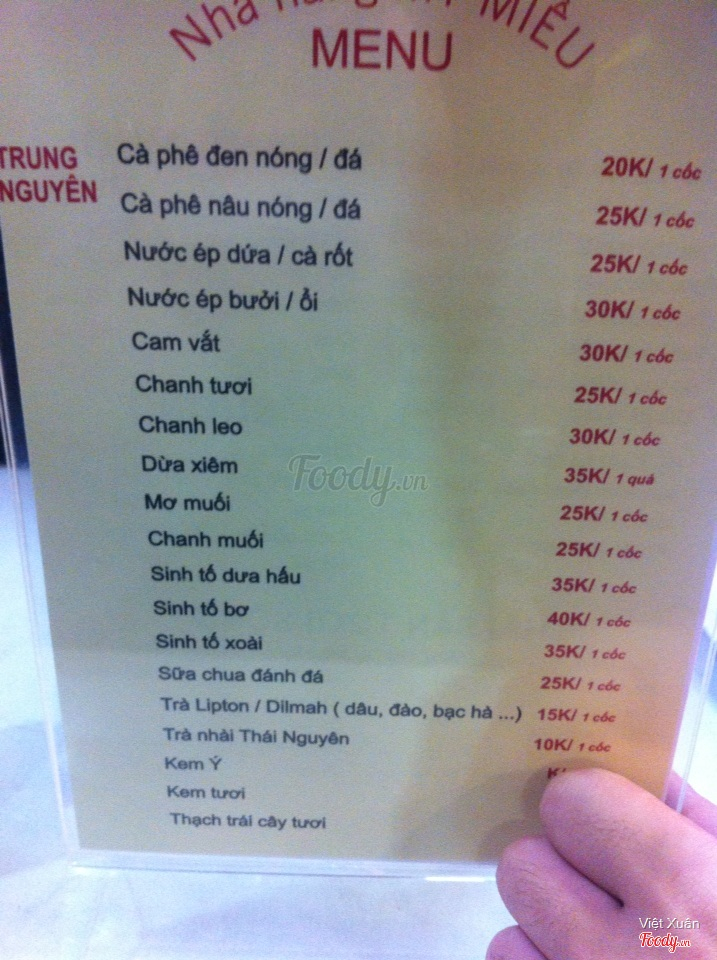 Nhà MIẾU
MENU
TRUNG NGUYÊN
Cà phê đen nóng / đá 20K/ 1 cốc
Cà phê nâu nóng / đá 25K/ 1 cốc
Nước ép dứa / cà rốt 25K/ 1 cốc
Nước ép bưởi / ổi 30K/ 1 cốc
Cam vắt 30K/ 1 cốc
Chanh tươi 25K/ 1 cốc
Chanh leo 30K/ 1 cốc
Dừa xiêm 35K/ 1 quả
Mơ muối 25K/ 1 cốc
Chanh muối 25K/ 1 cốc
Sinh tố dưa hấu 35K/ 1 cốc
Sinh tố bơ 40K/ 1 cốc
Sinh tố xoài 35K/ 1 cốc
Sữa chua đánh đá 25K/ 1 cốc
Trà Lipton / Dilmah ( dâu, đào, bạc hà ...) 15K/ 1 cốc
Trà nhài Thái Nguyên 10K/ 1 cốc
Kem Ý K/
Kem tươi
Thạch trái cây tươi
Foody.vn
Việt Xuân
Foody.vn